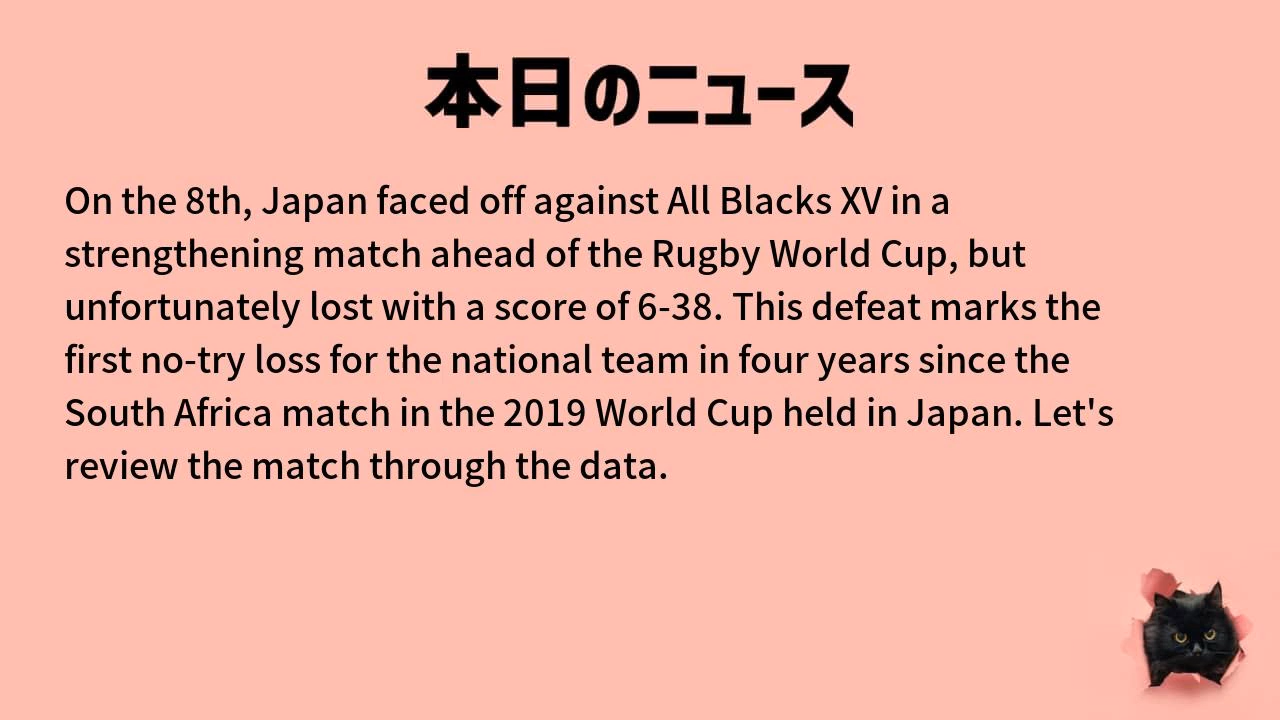 本日のニュース
On the 8th, Japan faced off against All Blacks XV in a
strengthening match ahead of the Rugby World Cup, but
unfortunately lost with a score of 6-38. This defeat marks the
first no-try loss for the national team in four years since the
South Africa match in the 2019 World Cup held in Japan. Let's
review the match through the data.